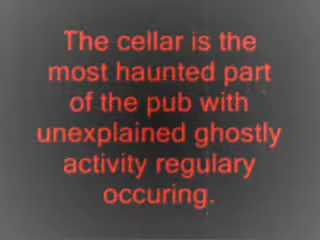 The cellar is the
most haunted part
of the pub with
unexplained ghostly
activity regulary
occuring.